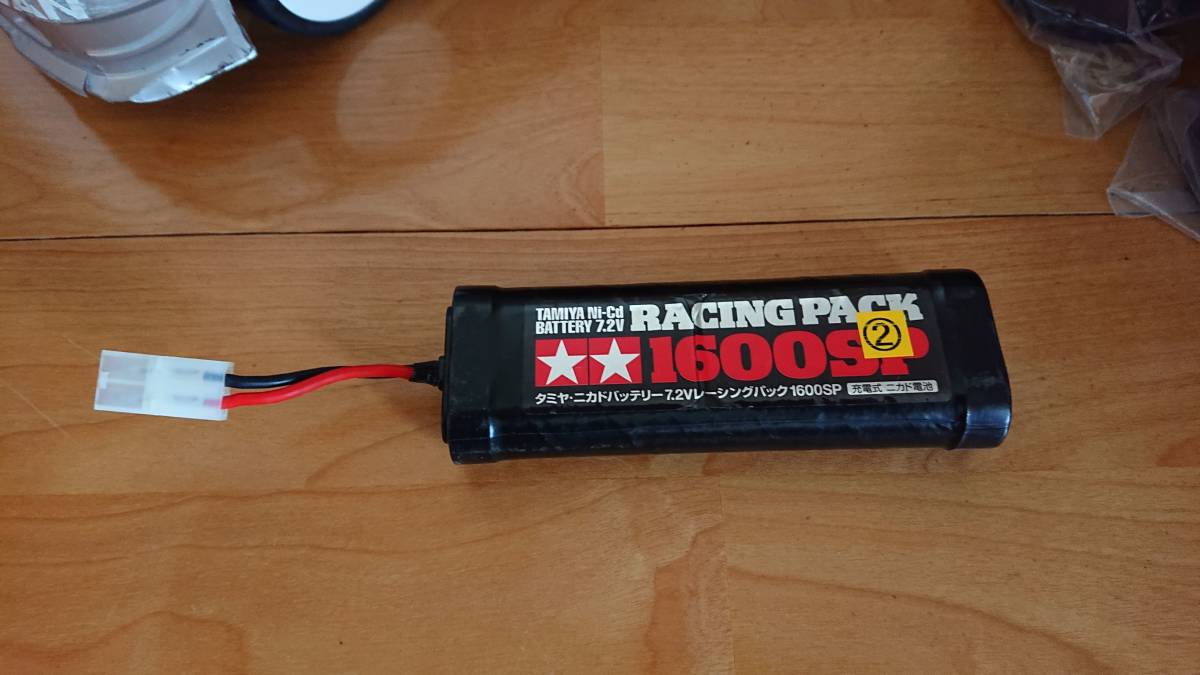 TAMIYA Ni-Cd
BATTERY 7.2V
RACING PACK
1600SP
②
タミヤ・ニカドバッテリー7.2Vレーシングパック1600SP
充電式 ニカド電池